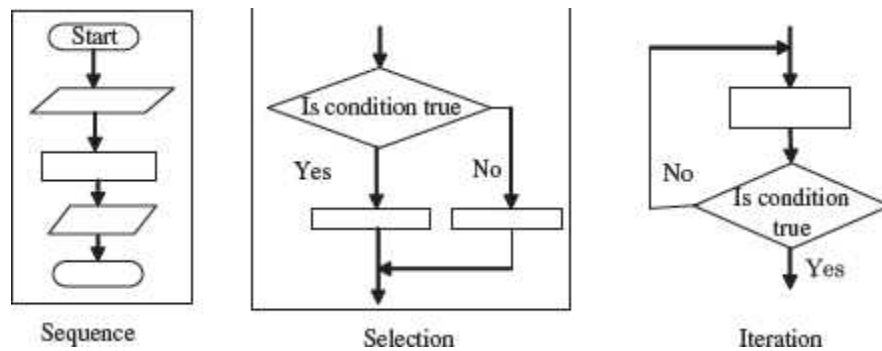 Start
Sequence
Is condition true
Yes
No
Selection
No
Is condition
true
Yes
Iteration